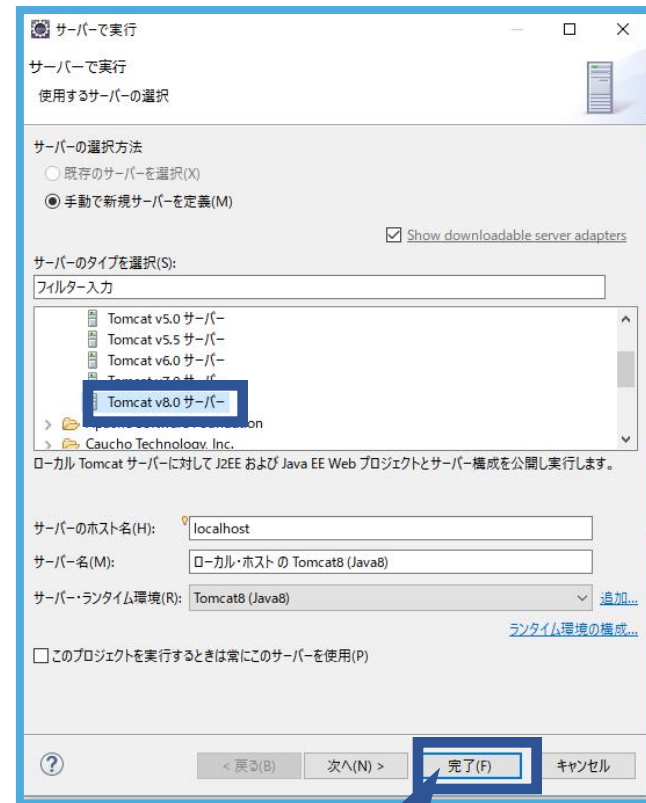 サーバーで実行
サーバーで実行
使用するサーバーの選択
サーバーの選択方法
既存のサーバーを選択(X)
手動で新規サーバーを定義(M)
Show downloadable server adapters
サーバーのタイプを選択(S):
フィルター入力
Tomcat v5.0 サーバー
Tomcat v5.5 サーバー
Tomcat v6.0 サーバー
Tomcat v8.0 サーバー
Caucho Technology, Inc.
ローカル Tomcat サーバーに対して J2EE および Java EE Web プロジェクトとサーバー構成を公開し実行します。
サーバーのホスト名(H): localhost
サーバー名(M): ローカル・ホスト の Tomcat8 (Java8)
サーバー・ランタイム環境(R): Tomcat8 (Java8) 追加...
ランタイム環境の構成...
このプロジェクトを実行するときは常にこのサーバーを使用(P)
? < 戻る(B) 次へ(N) > 完了(F) キャンセル